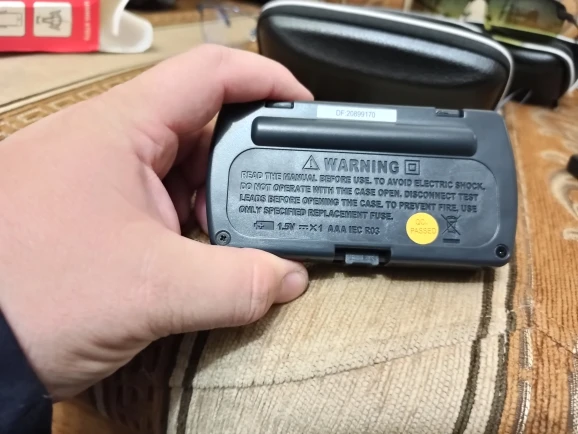 DF 20899170
WARNING
READ THE MANUAL BEFORE USE. TO AVOID ELECTRIC SHOCK,
DO NOT OPERATE WITH THE CASE OPEN. DISCONNECT TEST
LEADS BEFORE OPENING THE CASE. TO PREVENT FIRE, USE
ONLY SPECIFIED REPLACEMENT FUSE.
1.5V ⎓ ×1 AAA IEC R03
QC.
PASSED